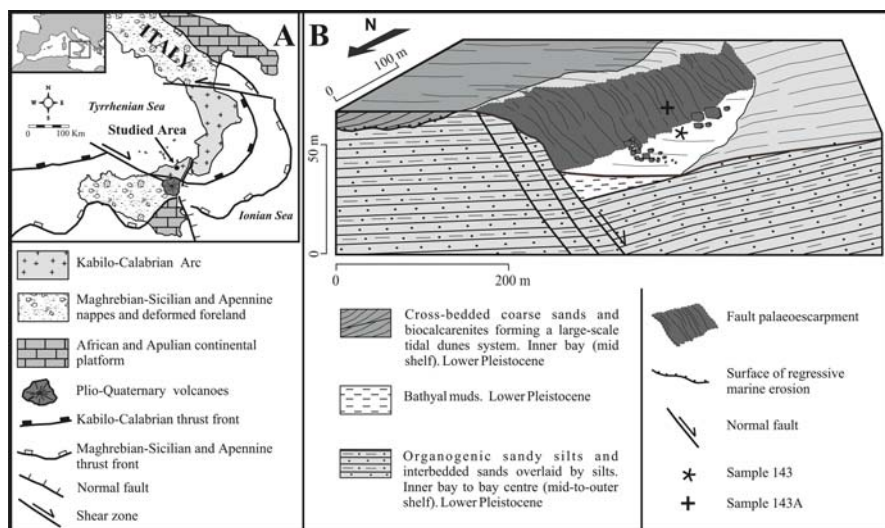 A
ITALY
Tyrrhenian Sea
N
W E
S
0 100 Km
Studied Area
Ionian Sea
Kabilo-Calabrian Arc
Maghrebian-Sicilian and Apennine
nappes and deformed foreland
African and Apulian continental
platform
Plio-Quaternary volcanoes
Kabilo-Calabrian thrust front
Maghrebian-Sicilian and Apennine
thrust front
Normal fault
Shear zone
B
N
0 100 m
50 m
0
0 200 m
Cross-bedded coarse sands and
biocalcarenites forming a large-scale
tidal dunes system. Inner bay (mid
shelf). Lower Pleistocene
Bathyal muds. Lower Pleistocene
Organogenic sandy silts and
interbedded sands overlaid by silts.
Inner bay to bay centre (mid-to-outer
shelf). Lower Pleistocene
Fault palaeoescarpment
Surface of regressive
marine erosion
Normal fault
Sample 143
Sample 143A